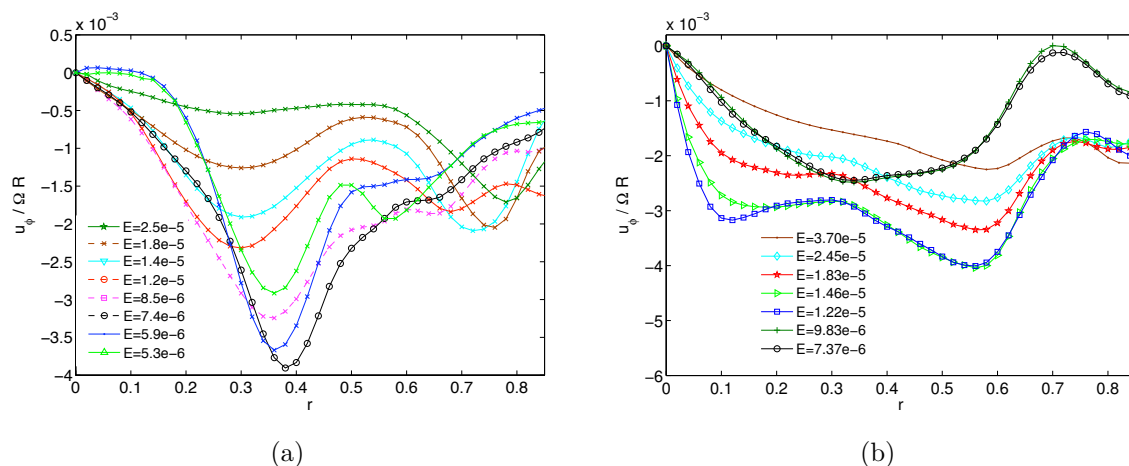 x 10⁻³
0.5
0
−0.5
−1
−1.5
−2
−2.5
−3
−3.5
−4
u_ϕ / Ω R
E=2.5e−5
E=1.8e−5
E=1.4e−5
E=1.2e−5
E=8.5e−6
E=7.4e−6
E=5.9e−6
E=5.3e−6
0 0.1 0.2 0.3 0.4 0.5 0.6 0.7 0.8
r
(a)
x 10⁻³
0
−1
−2
−3
−4
−5
−6
u_ϕ / Ω R
E=3.70e−5
E=2.45e−5
E=1.83e−5
E=1.46e−5
E=1.22e−5
E=9.83e−6
E=7.37e−6
0 0.1 0.2 0.3 0.4 0.5 0.6 0.7 0.8
r
(b)